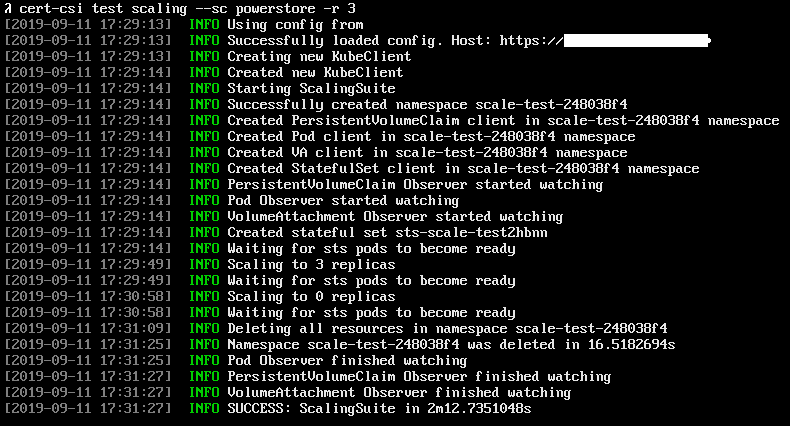 λ cert-csi test scaling --sc powerstore -r 3
[2019-09-11 17:29:13] INFO Using config from
[2019-09-11 17:29:13] INFO Successfully loaded config. Host: https://
[2019-09-11 17:29:13] INFO Creating new KubeClient
[2019-09-11 17:29:14] INFO Created new KubeClient
[2019-09-11 17:29:14] INFO Starting ScalingSuite
[2019-09-11 17:29:14] INFO Successfully created namespace scale-test-248038f4
[2019-09-11 17:29:14] INFO Created PersistentVolumeClaim client in scale-test-248038f4 namespace
[2019-09-11 17:29:14] INFO Created Pod client in scale-test-248038f4 namespace
[2019-09-11 17:29:14] INFO Created VA client in scale-test-248038f4 namespace
[2019-09-11 17:29:14] INFO Created StatefulSet client in scale-test-248038f4 namespace
[2019-09-11 17:29:14] INFO PersistentVolumeClaim Observer started watching
[2019-09-11 17:29:14] INFO Pod Observer started watching
[2019-09-11 17:29:14] INFO VolumeAttachment Observer started watching
[2019-09-11 17:29:14] INFO Created stateful set sts-scale-test2hbnn
[2019-09-11 17:29:14] INFO Waiting for sts pods to become ready
[2019-09-11 17:29:49] INFO Scaling to 3 replicas
[2019-09-11 17:29:49] INFO Waiting for sts pods to become ready
[2019-09-11 17:30:58] INFO Scaling to 0 replicas
[2019-09-11 17:30:58] INFO Waiting for sts pods to become ready
[2019-09-11 17:31:09] INFO Deleting all resources in namespace scale-test-248038f4
[2019-09-11 17:31:25] INFO Namespace scale-test-248038f4 was deleted in 16.5182694s
[2019-09-11 17:31:27] INFO Pod Observer finished watching
[2019-09-11 17:31:27] INFO PersistentVolumeClaim Observer finished watching
[2019-09-11 17:31:27] INFO VolumeAttachment Observer finished watching
[2019-09-11 17:31:27] INFO SUCCESS: ScalingSuite in 2m12.7351048s